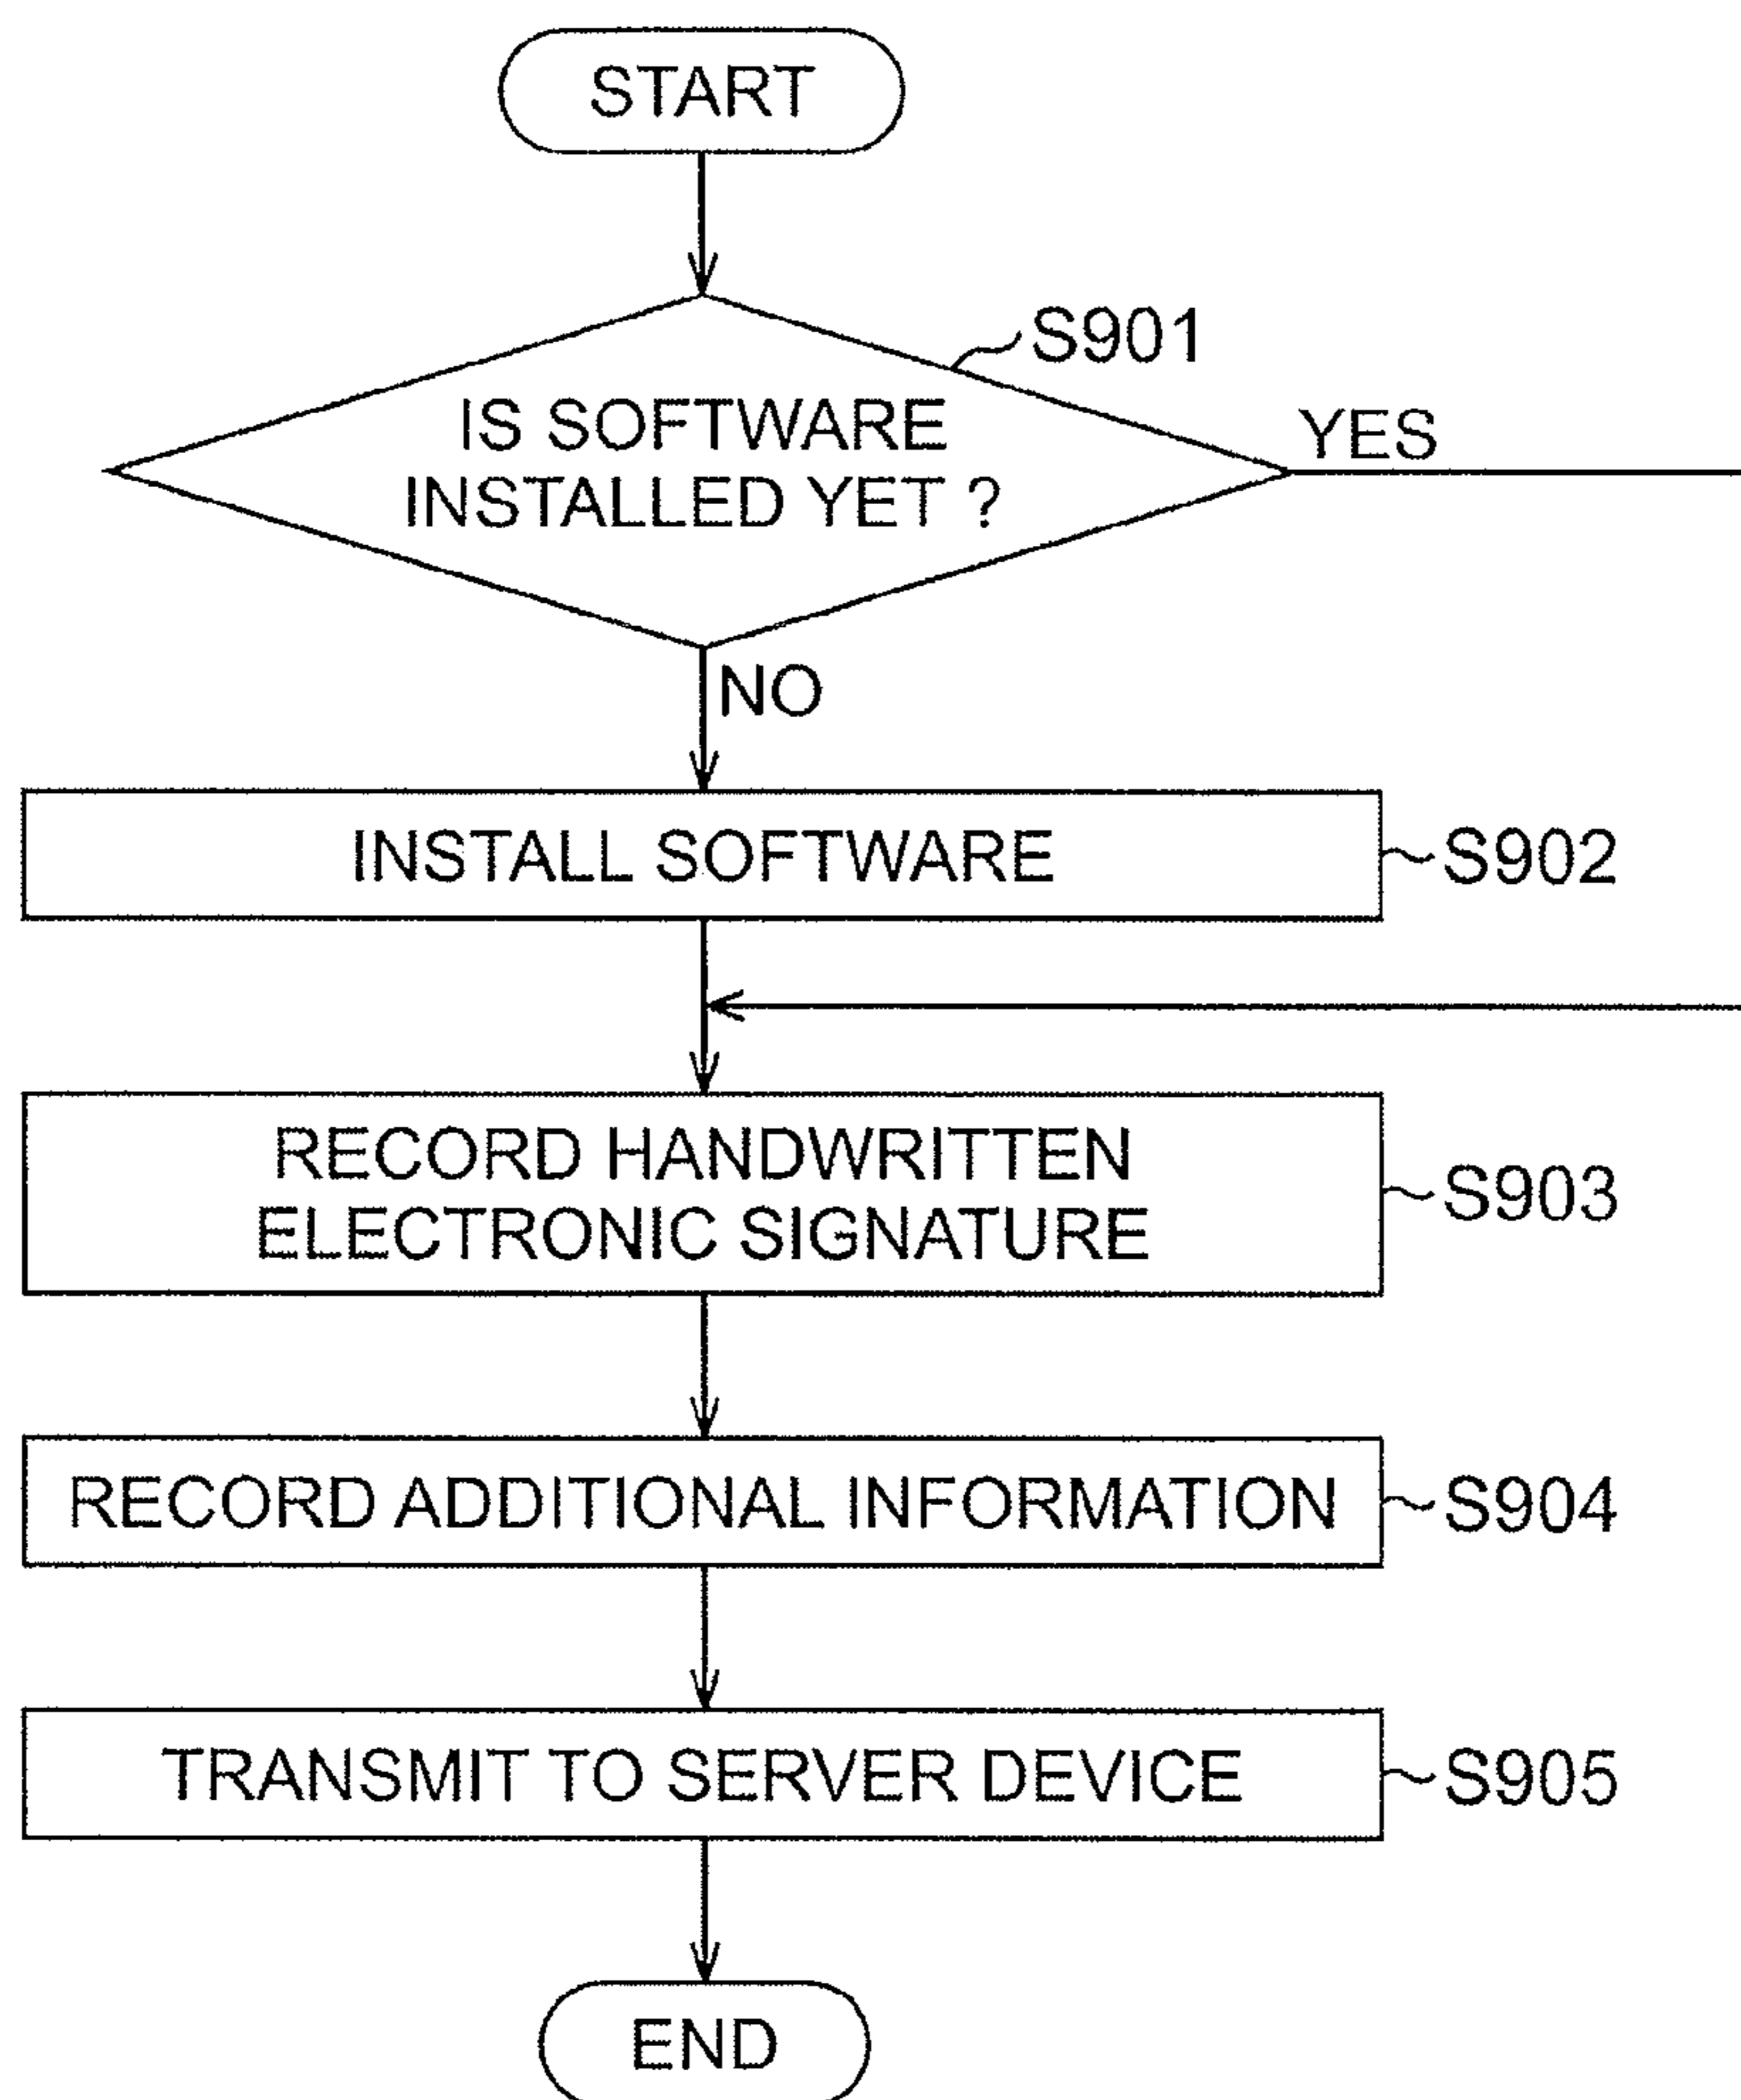 START
S901
IS SOFTWARE
INSTALLED YET ?
YES
NO
INSTALL SOFTWARE
S902
RECORD HANDWRITTEN
ELECTRONIC SIGNATURE
S903
RECORD ADDITIONAL INFORMATION
S904
TRANSMIT TO SERVER DEVICE
S905
END